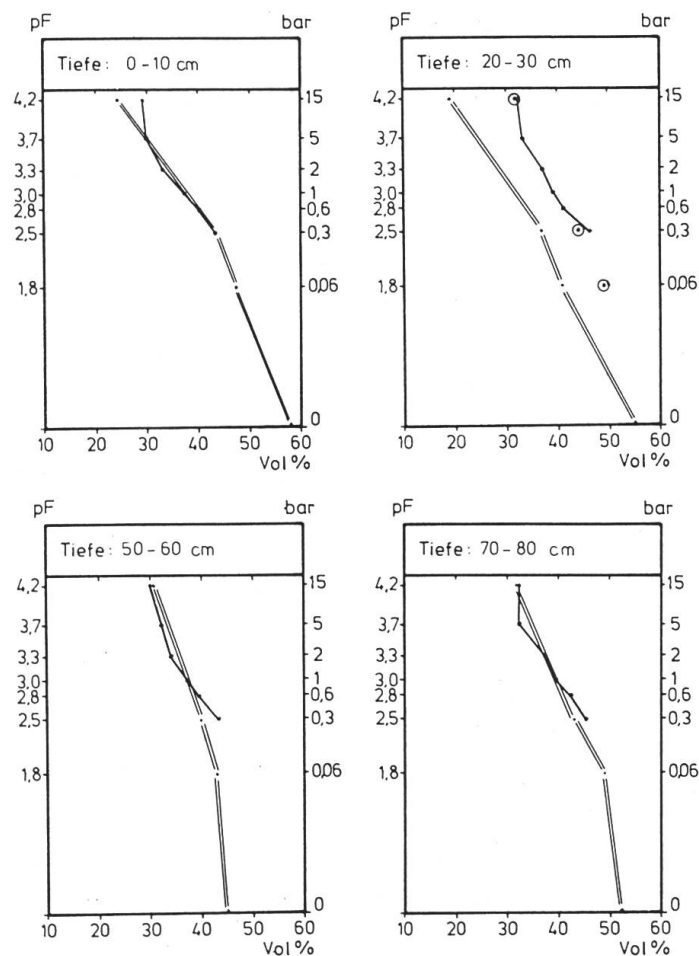 pF bar
Tiefe: 0-10 cm
4,2 15
3,7 5
3,3 2
3,0 1
2,8 0,6
2,5 0,3
1,8 0,06
0
10 20 30 40 50 60
Vol %
pF bar
Tiefe: 20-30 cm
4,2 15
3,7 5
3,3 2
3,0 1
2,8 0,6
2,5 0,3
1,8 0,06
0
10 20 30 40 50 60
Vol %
pF bar
Tiefe: 50-60 cm
4,2 15
3,7 5
3,3 2
3,0 1
2,8 0,6
2,5 0,3
1,8 0,06
0
10 20 30 40 50 60
Vol%
pF bar
Tiefe: 70-80 cm
4,2 15
3,7 5
3,3 2
3,0 1
2,8 0,6
2,5 0,3
1,8 0,06
0
10 20 30 40 50 60
Vol%